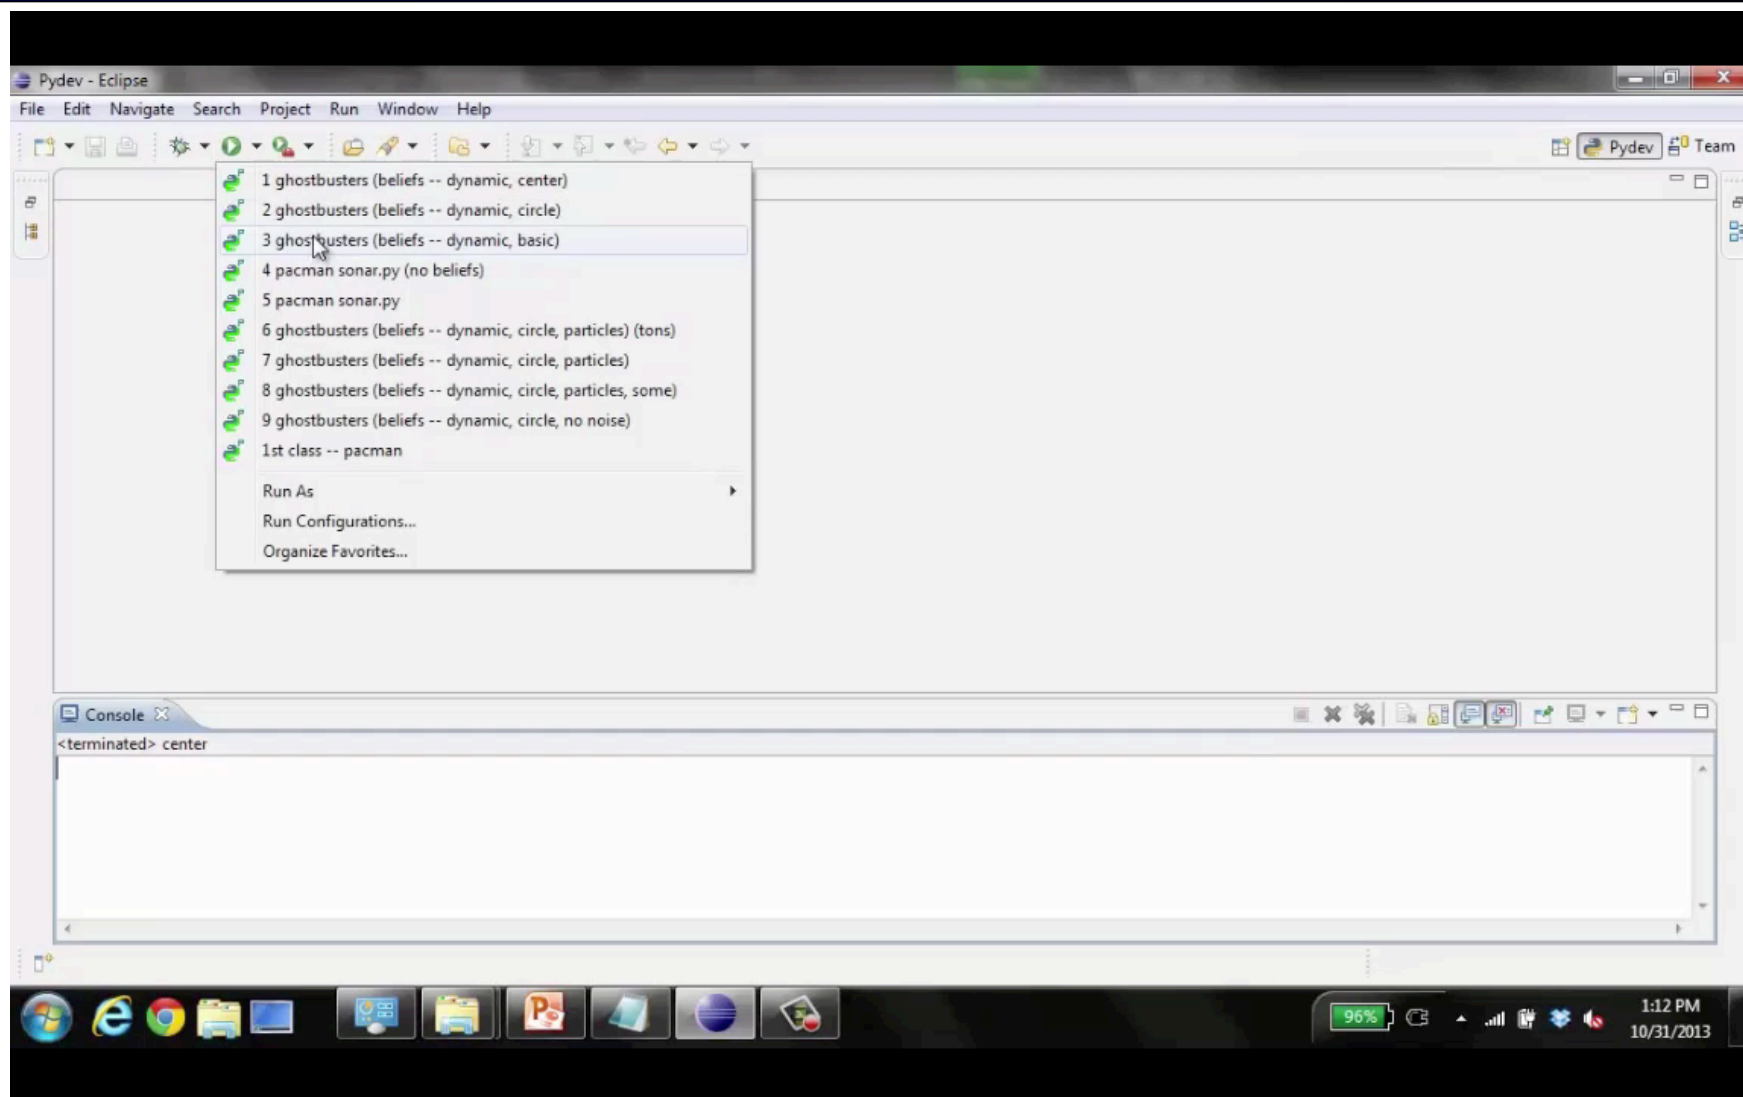 Pydev - Eclipse
File Edit Navigate Search Project Run Window Help
Pydev Team
1 ghostbusters (beliefs -- dynamic, center)
2 ghostbusters (beliefs -- dynamic, circle)
3 ghostbusters (beliefs -- dynamic, basic)
4 pacman sonar.py (no beliefs)
5 pacman sonar.py
6 ghostbusters (beliefs -- dynamic, circle, particles) (tons)
7 ghostbusters (beliefs -- dynamic, circle, particles)
8 ghostbusters (beliefs -- dynamic, circle, particles, some)
9 ghostbusters (beliefs -- dynamic, circle, no noise)
1st class -- pacman
Run As
Run Configurations...
Organize Favorites...
Console
<terminated> center
96%
1:12 PM
10/31/2013